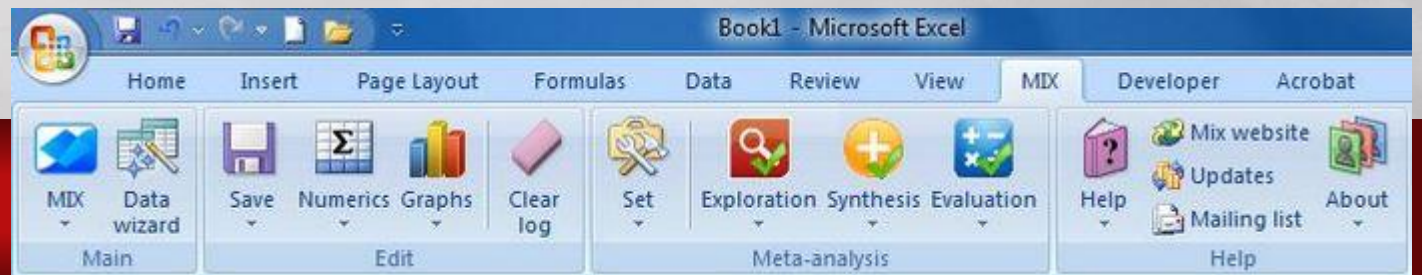 Book1 - Microsoft Excel
Home Insert Page Layout Formulas Data Review View MIX Developer Acrobat
MIX Data wizard Save Numerics Graphs Clear log Set Exploration Synthesis Evaluation Help Mix website Updates Mailing list About
Main Edit Meta-analysis Help